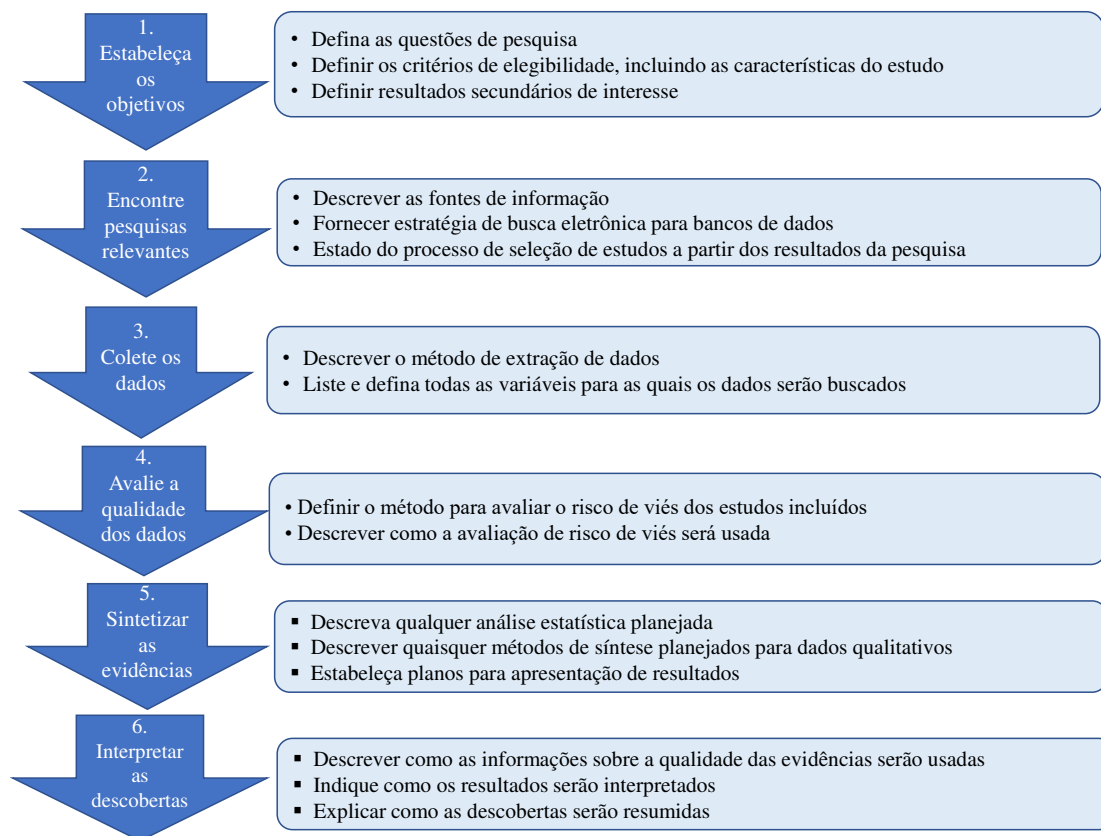 1.
Estabeleça
os
objetivos
• Defina as questões de pesquisa
• Definir os critérios de elegibilidade, incluindo as características do estudo
• Definir resultados secundários de interesse
2.
Encontre
pesquisas
relevantes
• Descrever as fontes de informação
• Fornecer estratégia de busca eletrônica para bancos de dados
• Estado do processo de seleção de estudos a partir dos resultados da pesquisa
3.
Colete os
dados
• Descrever o método de extração de dados
• Liste e defina todas as variáveis para as quais os dados serão buscados
4.
Avalie a
qualidade
dos dados
• Definir o método para avaliar o risco de viés dos estudos incluídos
• Descrever como a avaliação de risco de viés será usada
5.
Sintetizar
as
evidências
▪ Descreva qualquer análise estatística planejada
▪ Descrever quaisquer métodos de síntese planejados para dados qualitativos
▪ Estabeleça planos para apresentação de resultados
6.
Interpretar
as
descobertas
▪ Descrever como as informações sobre a qualidade das evidências serão usadas
▪ Indique como os resultados serão interpretados
▪ Explicar como as descobertas serão resumidas